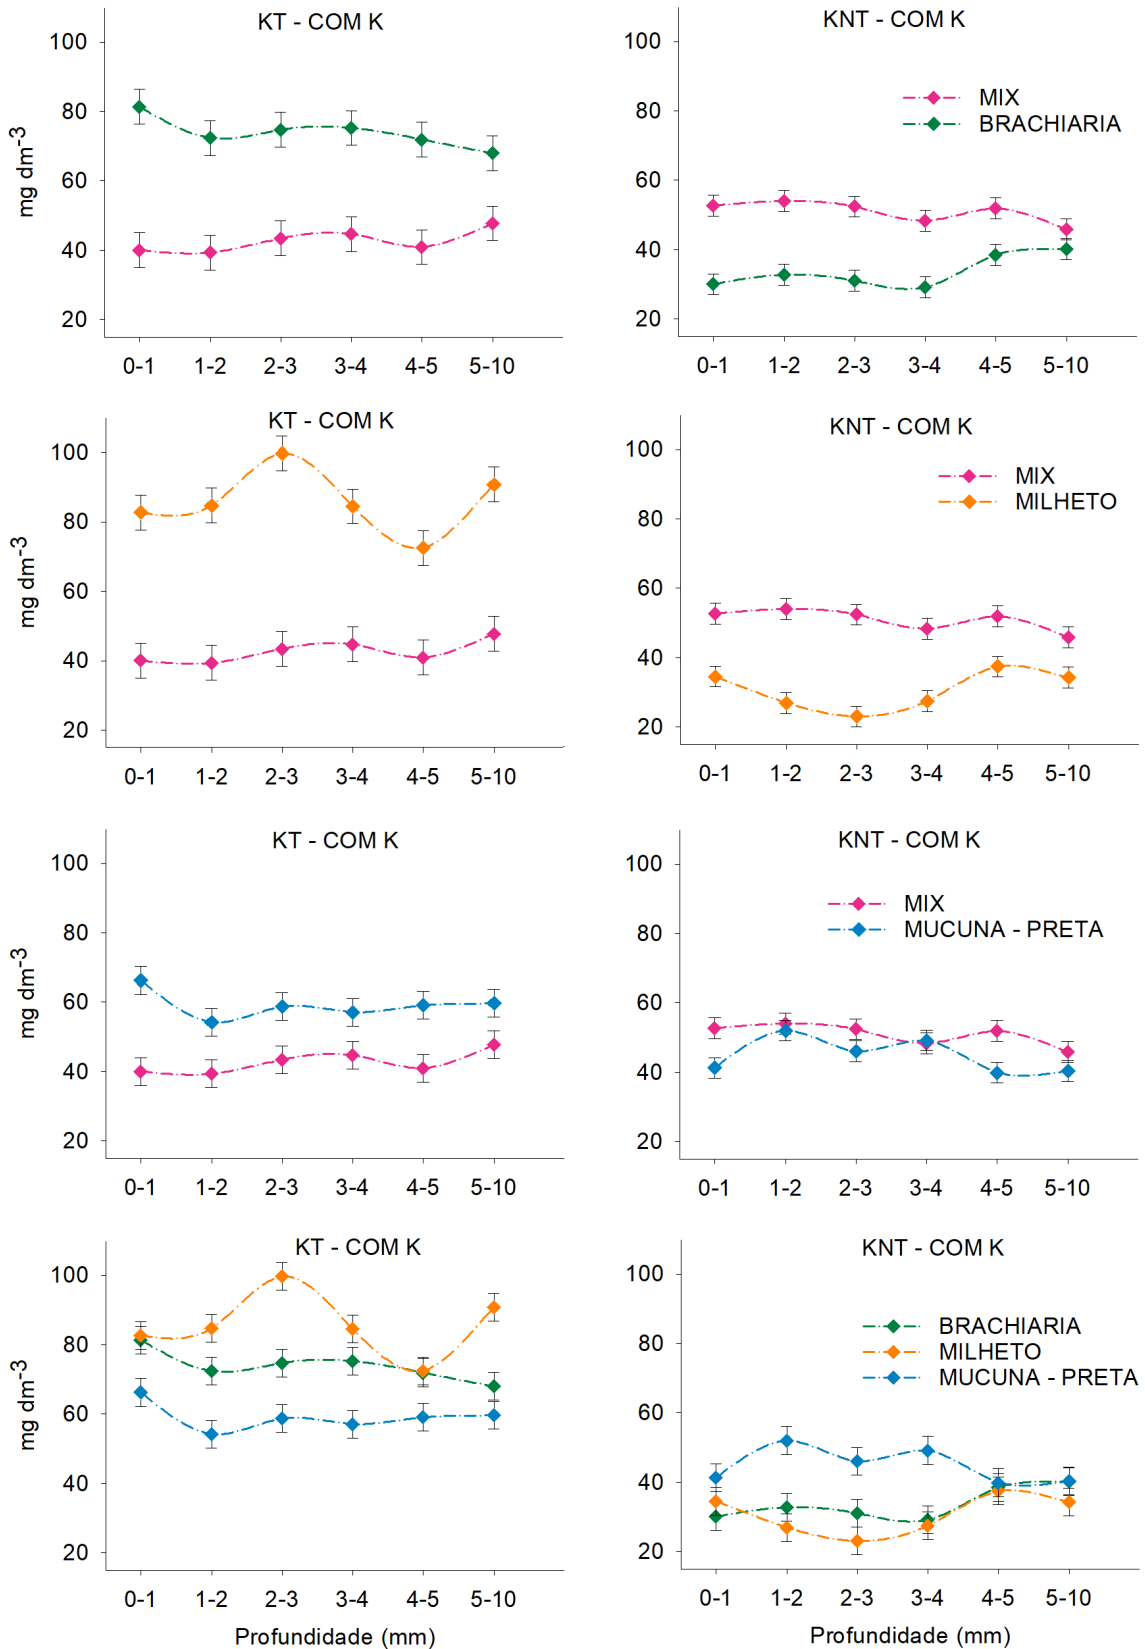 KT - COM K
100
80
60
40
20
mg dm-3
0-1 1-2 2-3 3-4 4-5 5-10
KNT - COM K
100
80
60
40
20
MIX
BRACHIARIA
0-1 1-2 2-3 3-4 4-5 5-10
KT - COM K
100
80
60
40
20
mg dm-3
0-1 1-2 2-3 3-4 4-5 5-10
KNT - COM K
100
80
60
40
20
MIX
MILHETO
0-1 1-2 2-3 3-4 4-5 5-10
KT - COM K
100
80
60
40
20
mg dm-3
0-1 1-2 2-3 3-4 4-5 5-10
KNT - COM K
100
80
60
40
20
MIX
MUCUNA - PRETA
0-1 1-2 2-3 3-4 4-5 5-10
KT - COM K
100
80
60
40
20
mg dm-3
0-1 1-2 2-3 3-4 4-5 5-10
Profundidade (mm)
KNT - COM K
100
80
60
40
20
BRACHIARIA
MILHETO
MUCUNA - PRETA
0-1 1-2 2-3 3-4 4-5 5-10
Profundidade (mm)